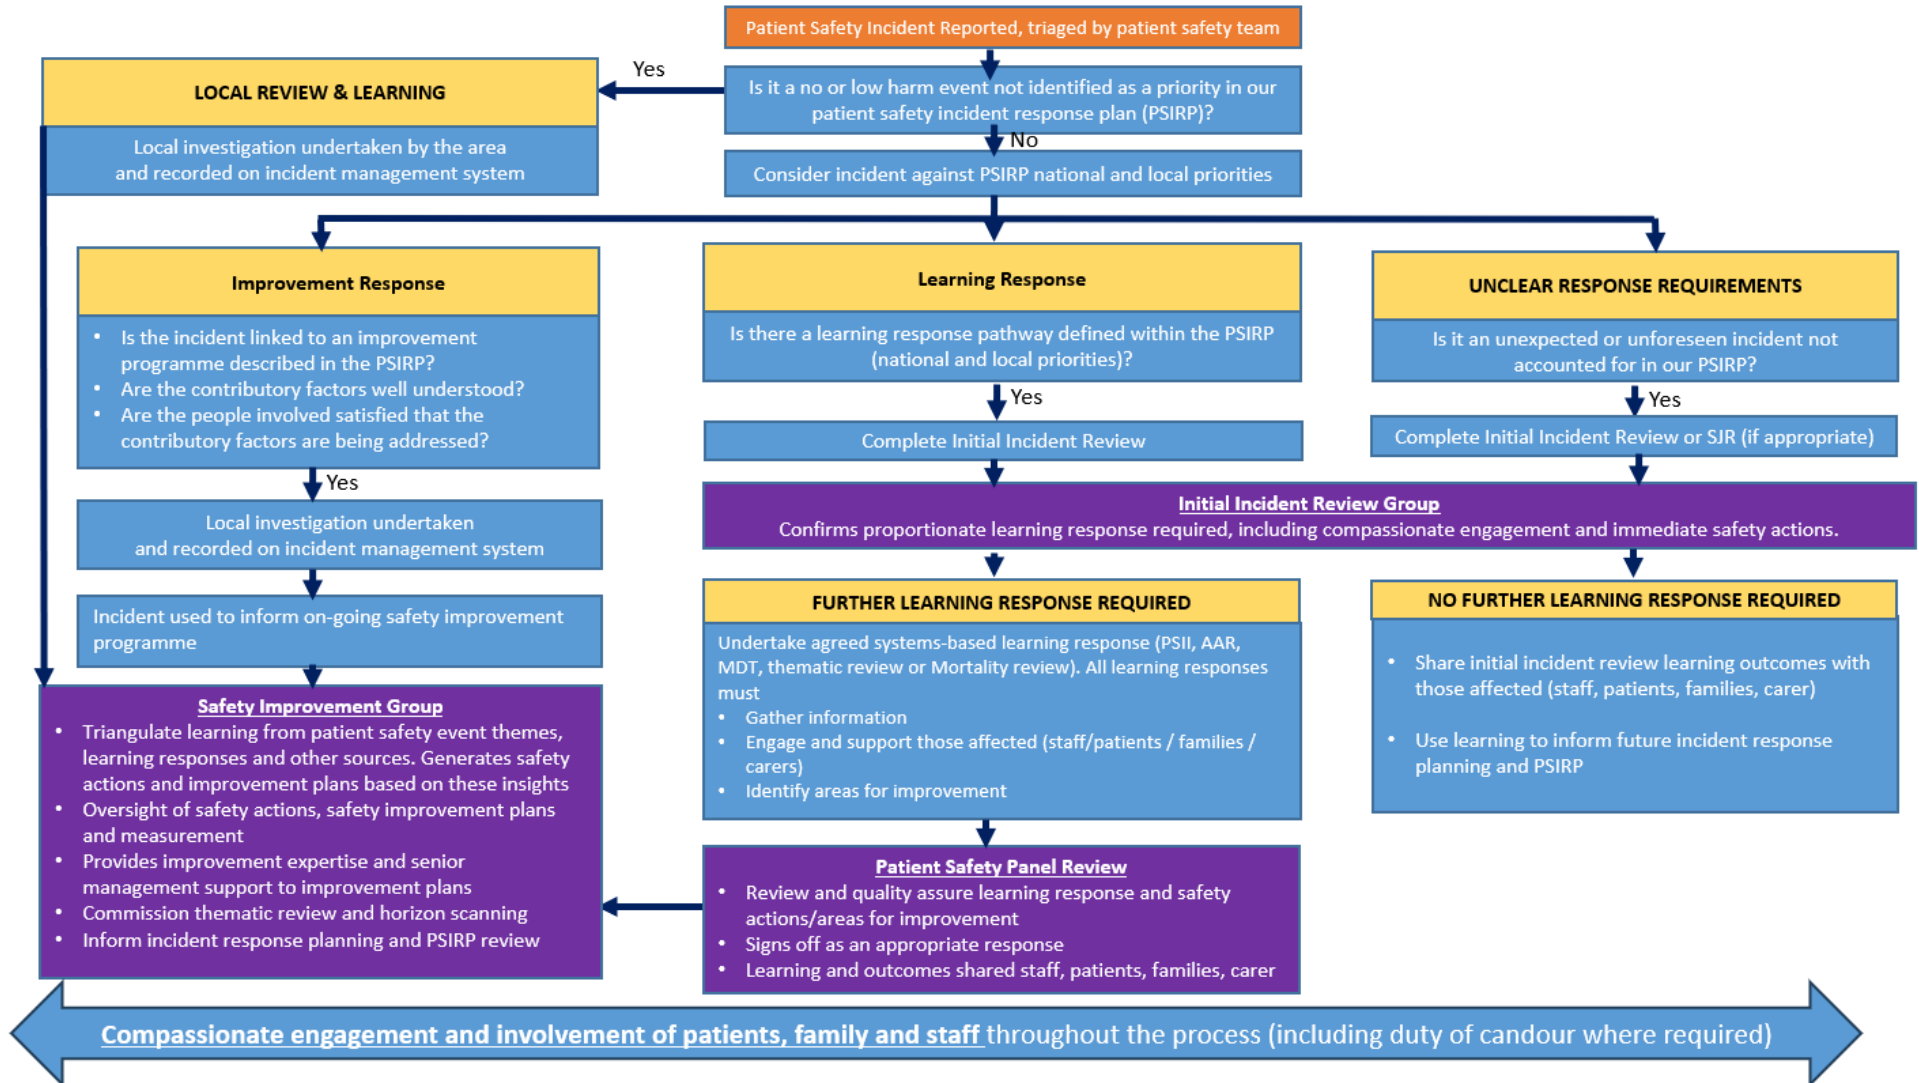 Patient Safety Incident Reported, triaged by patient safety team
Yes
Is it a no or low harm event not identified as a priority in our
patient safety incident response plan (PSIRP)?
LOCAL REVIEW & LEARNING
Local investigation undertaken by the area
and recorded on incident management system
No
Consider incident against PSIRP national and local priorities
Improvement Response
• Is the incident linked to an improvement
programme described in the PSIRP?
• Are the contributory factors well understood?
• Are the people involved satisfied that the
contributory factors are being addressed?
Yes
Local investigation undertaken
and recorded on incident management system
Incident used to inform on-going safety improvement
programme
Learning Response
Is there a learning response pathway defined within the PSIRP
(national and local priorities)?
Yes
Complete Initial Incident Review
UNCLEAR RESPONSE REQUIREMENTS
Is it an unexpected or unforeseen incident not
accounted for in our PSIRP?
Yes
Complete Initial Incident Review or SJR (if appropriate)
Initial Incident Review Group
Confirms proportionate learning response required, including compassionate engagement and immediate safety actions.
FURTHER LEARNING RESPONSE REQUIRED
Undertake agreed systems-based learning response (PSII, AAR,
MDT, thematic review or Mortality review). All learning responses
must
• Gather information
• Engage and support those affected (staff/patients / families /
carers)
• Identify areas for improvement
NO FURTHER LEARNING RESPONSE REQUIRED
• Share initial incident review learning outcomes with
those affected (staff, patients, families, carer)
• Use learning to inform future incident response
planning and PSIRP
Patient Safety Panel Review
• Review and quality assure learning response and safety
actions/areas for improvement
• Signs off as an appropriate response
• Learning and outcomes shared staff, patients, families, carer
Safety Improvement Group
• Triangulate learning from patient safety event themes,
learning responses and other sources. Generates safety
actions and improvement plans based on these insights
• Oversight of safety actions, safety improvement plans
and measurement
• Provides improvement expertise and senior
management support to improvement plans
• Commission thematic review and horizon scanning
• Inform incident response planning and PSIRP review
Compassionate engagement and involvement of patients, family and staff throughout the process (including duty of candour where required)